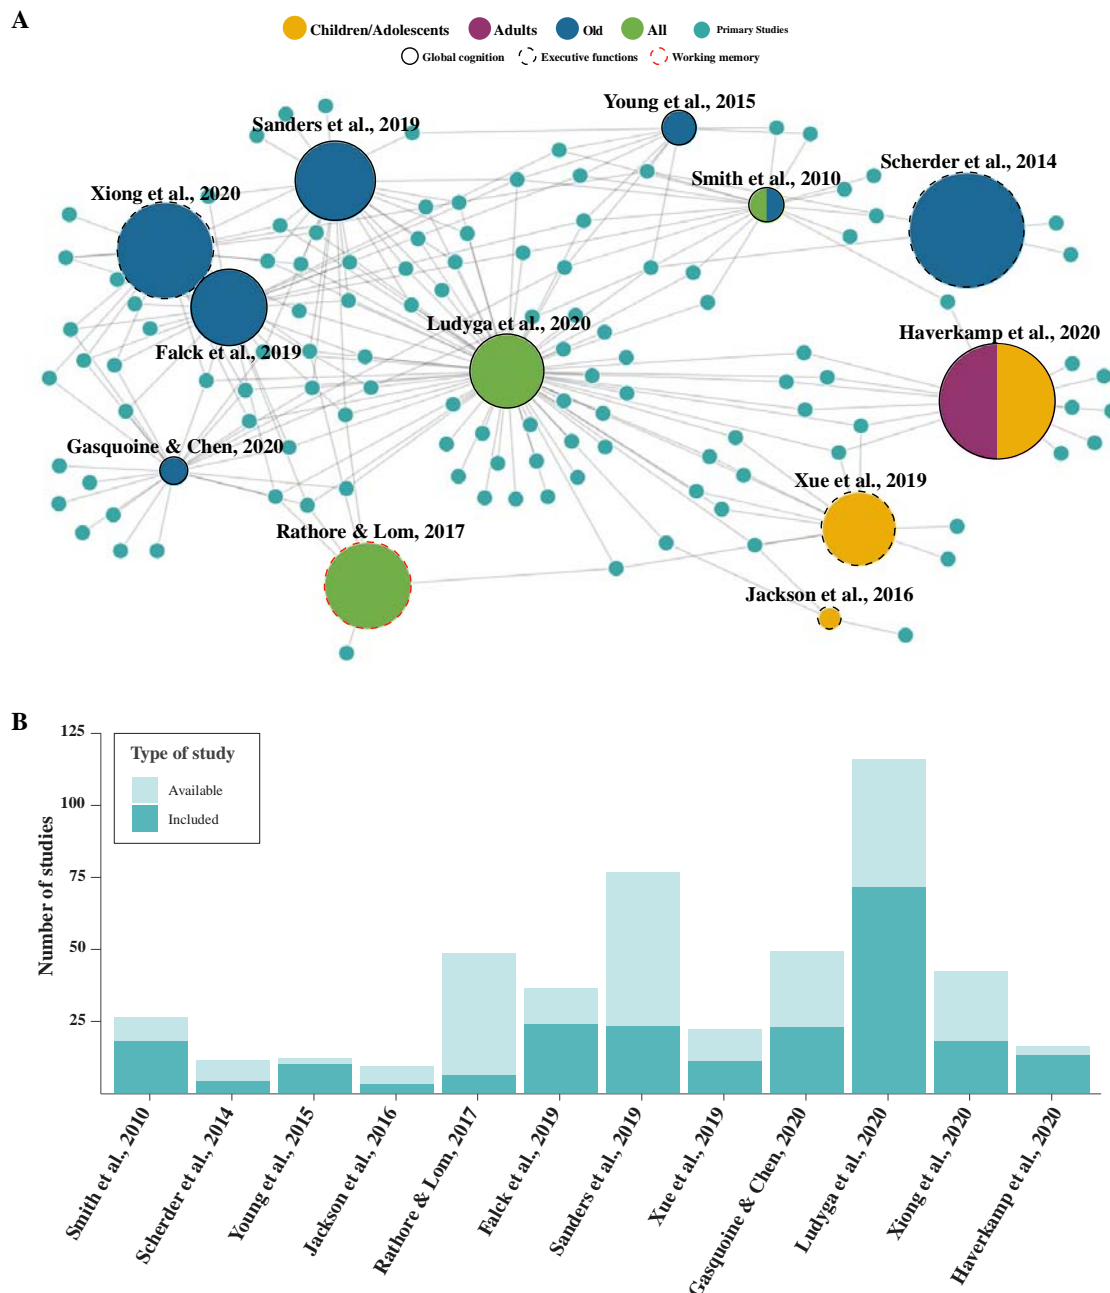 A
Children/Adolescents Adults Old All Primary Studies
Global cognition Executive functions Working memory
Young et al., 2015
Sanders et al., 2019
Scherder et al., 2014
Smith et al., 2010
Xiong et al., 2020
Ludyga et al., 2020
Haverkamp et al., 2020
Falck et al., 2019
Gasquoine & Chen, 2020
Xue et al., 2019
Rathore & Lom, 2017
Jackson et al., 2016
B
125
100
75
50
25
Number of studies
Type of study
Available
Included
Smith et al., 2010
Scherder et al., 2014
Young et al., 2015
Jackson et al., 2016
Rathore & Lom, 2017
Falck et al., 2019
Sanders et al., 2019
Xue et al., 2019
Gasquoine & Chen, 2020
Ludyga et al., 2020
Xiong et al., 2020
Haverkamp et al., 2020